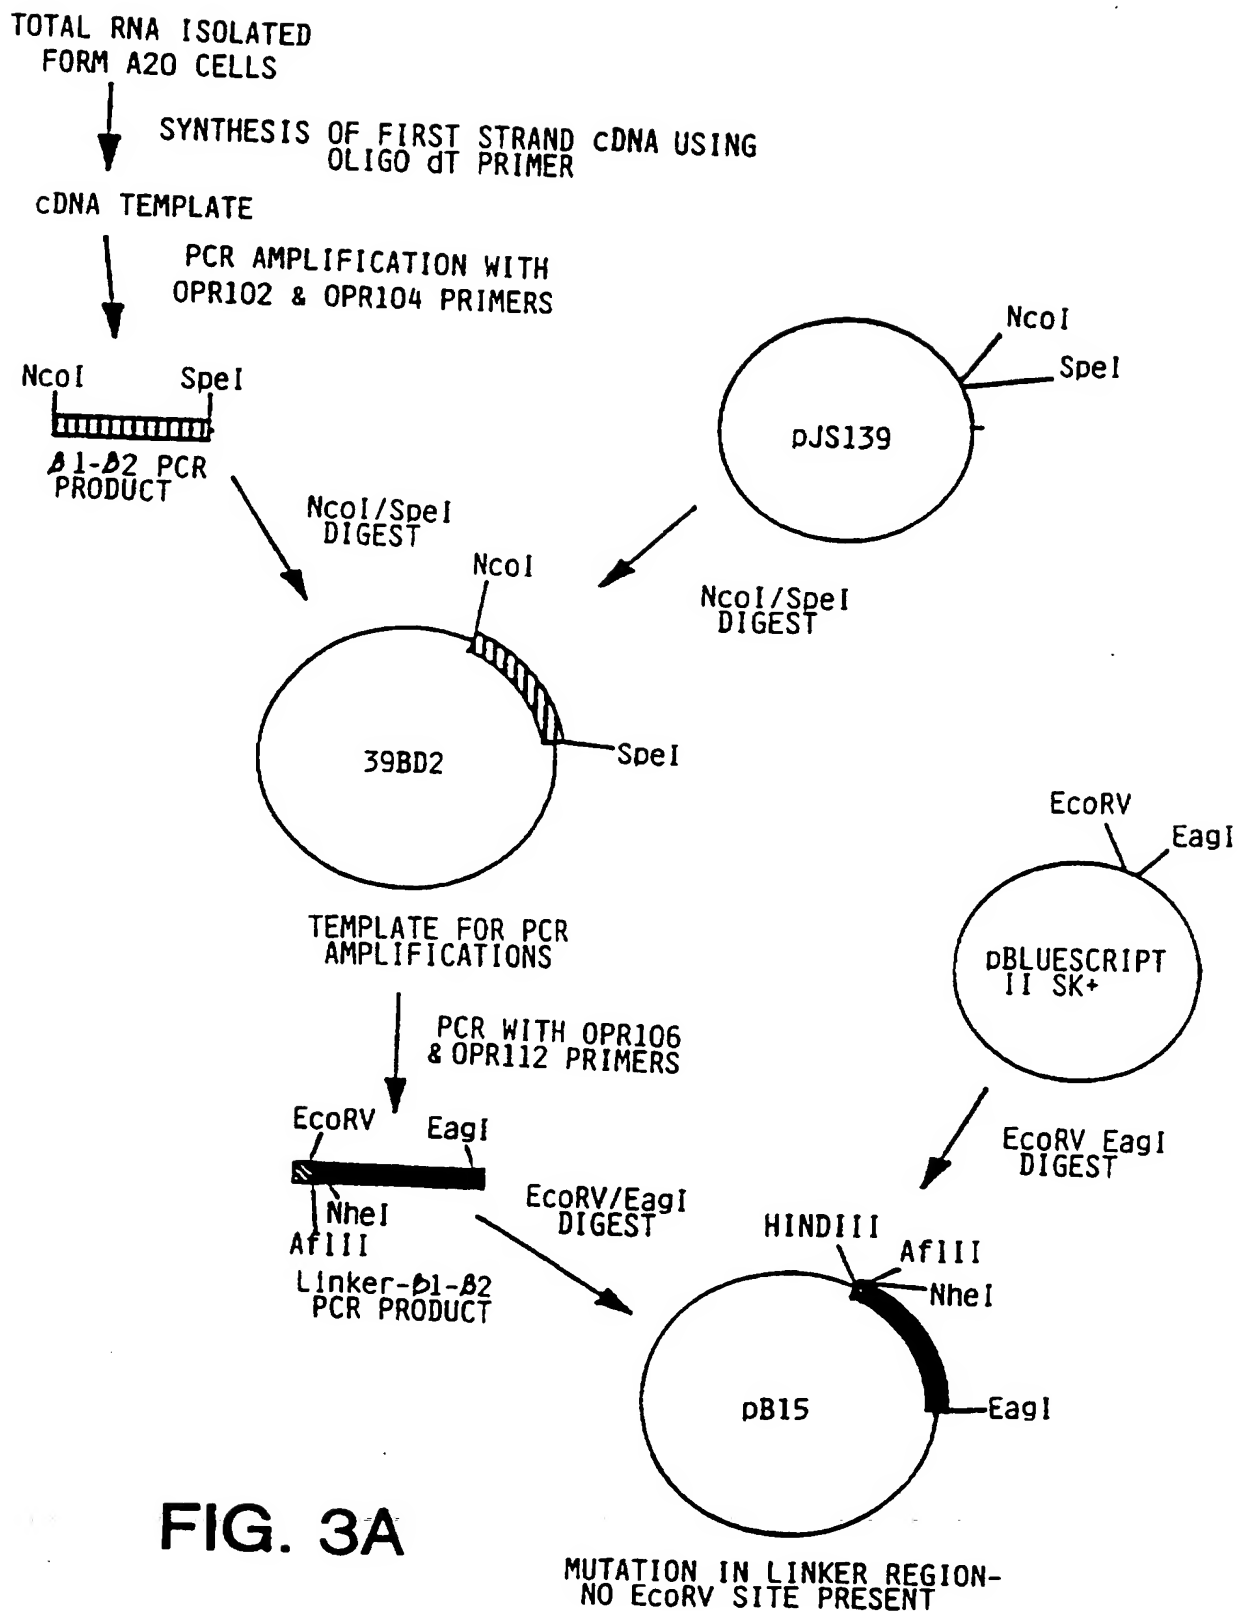 TOTAL RNA ISOLATED
FORM A20 CELLS
SYNTHESIS OF FIRST STRAND cDNA USING
OLIGO dT PRIMER
cDNA TEMPLATE
PCR AMPLIFICATION WITH
OPR102 & OPR104 PRIMERS
NcoI
SpeI
β1-β2 PCR
PRODUCT
NcoI
SpeI
pJS139
NcoI/SpeI
DIGEST
NcoI/SpeI
DIGEST
NcoI
39BD2
SpeI
TEMPLATE FOR PCR
AMPLIFICATIONS
EcoRV
EagI
pBLUESCRIPT
II SK+
PCR WITH OPR106
& OPR112 PRIMERS
EcoRV
EagI
NheI
AflII
Linker-β1-β2
PCR PRODUCT
EcoRV/EagI
DIGEST
EcoRV EagI
DIGEST
HINDIII
AflII
NheI
pB15
EagI
FIG. 3A
MUTATION IN LINKER REGION-
NO EcoRV SITE PRESENT